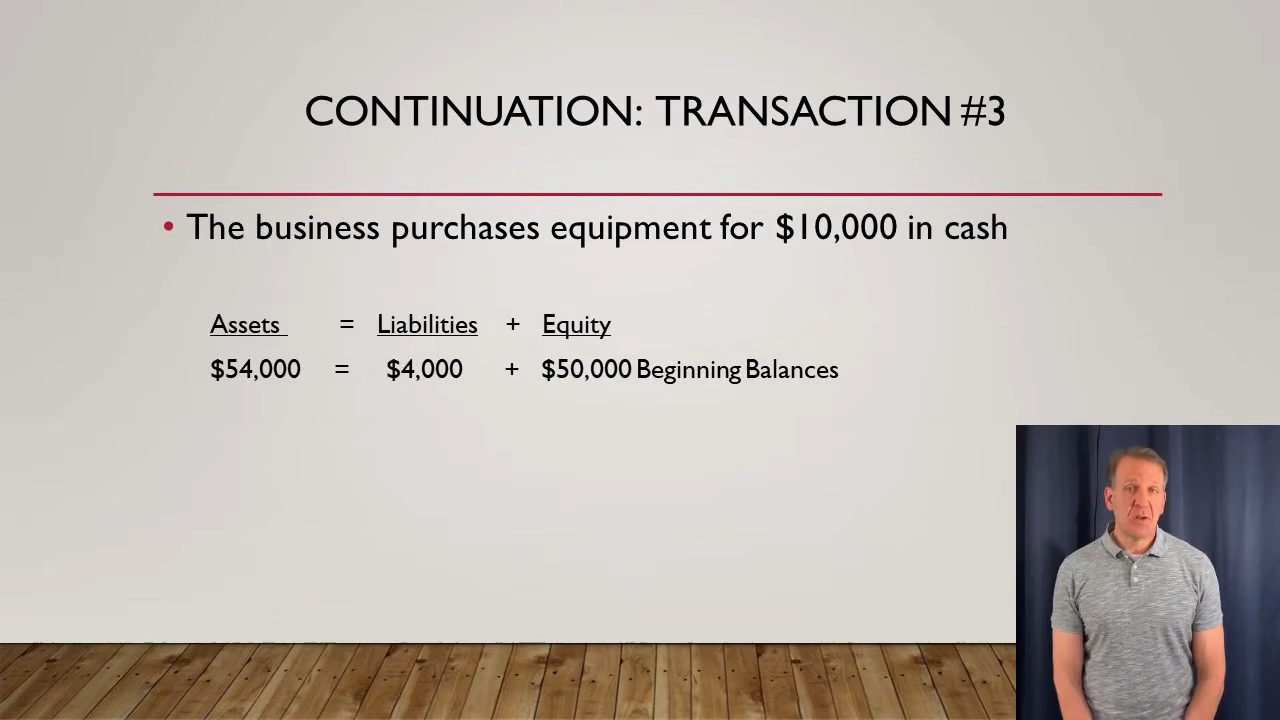 CONTINUATION: TRANSACTION #3
• The business purchases equipment for $10,000 in cash
Assets = Liabilities + Equity
$54,000 = $4,000 + $50,000 Beginning Balances